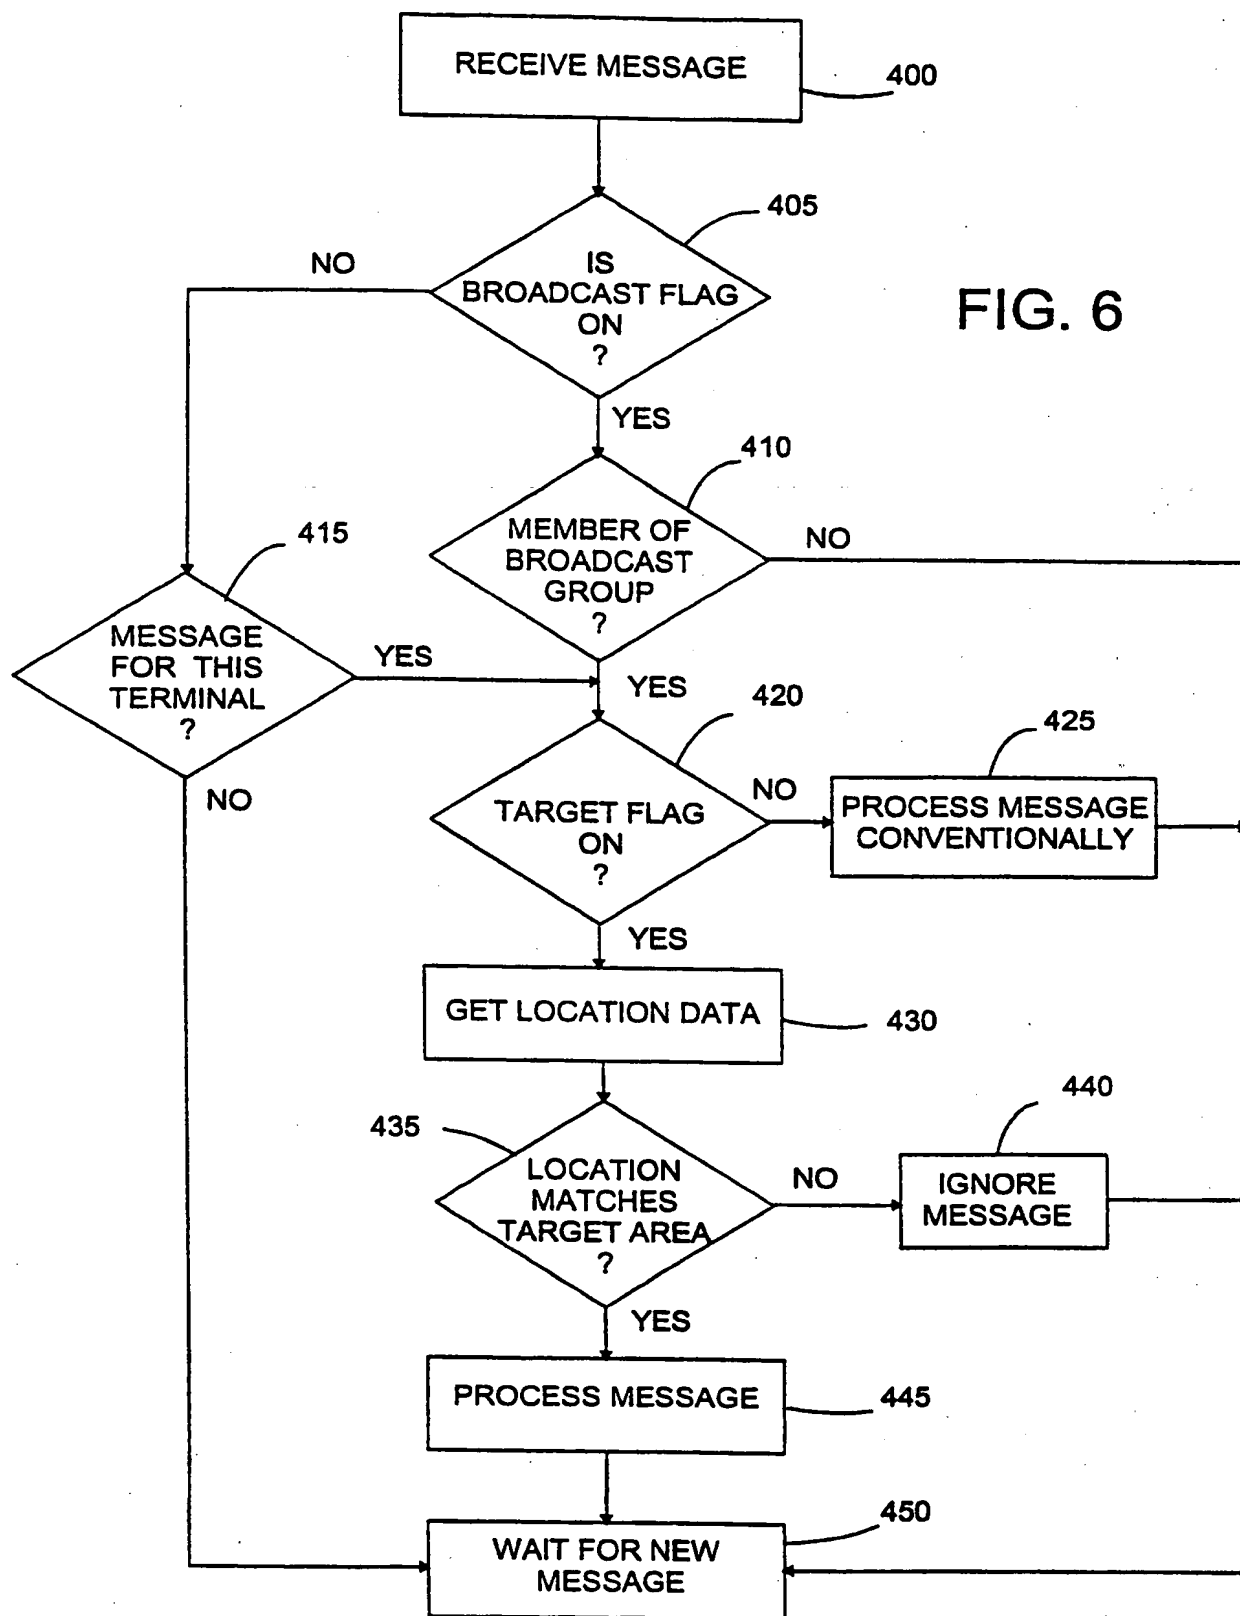 RECEIVE MESSAGE
400
405
NO
IS
BROADCAST FLAG
ON
?
FIG. 6
YES
410
MEMBER OF
BROADCAST
GROUP
?
NO
415
MESSAGE
FOR THIS
TERMINAL
?
YES
YES
420
425
NO
TARGET FLAG
ON
?
NO
PROCESS MESSAGE
CONVENTIONALLY
YES
GET LOCATION DATA
430
435
440
LOCATION
MATCHES
TARGET AREA
?
NO
IGNORE
MESSAGE
YES
PROCESS MESSAGE
445
450
WAIT FOR NEW
MESSAGE